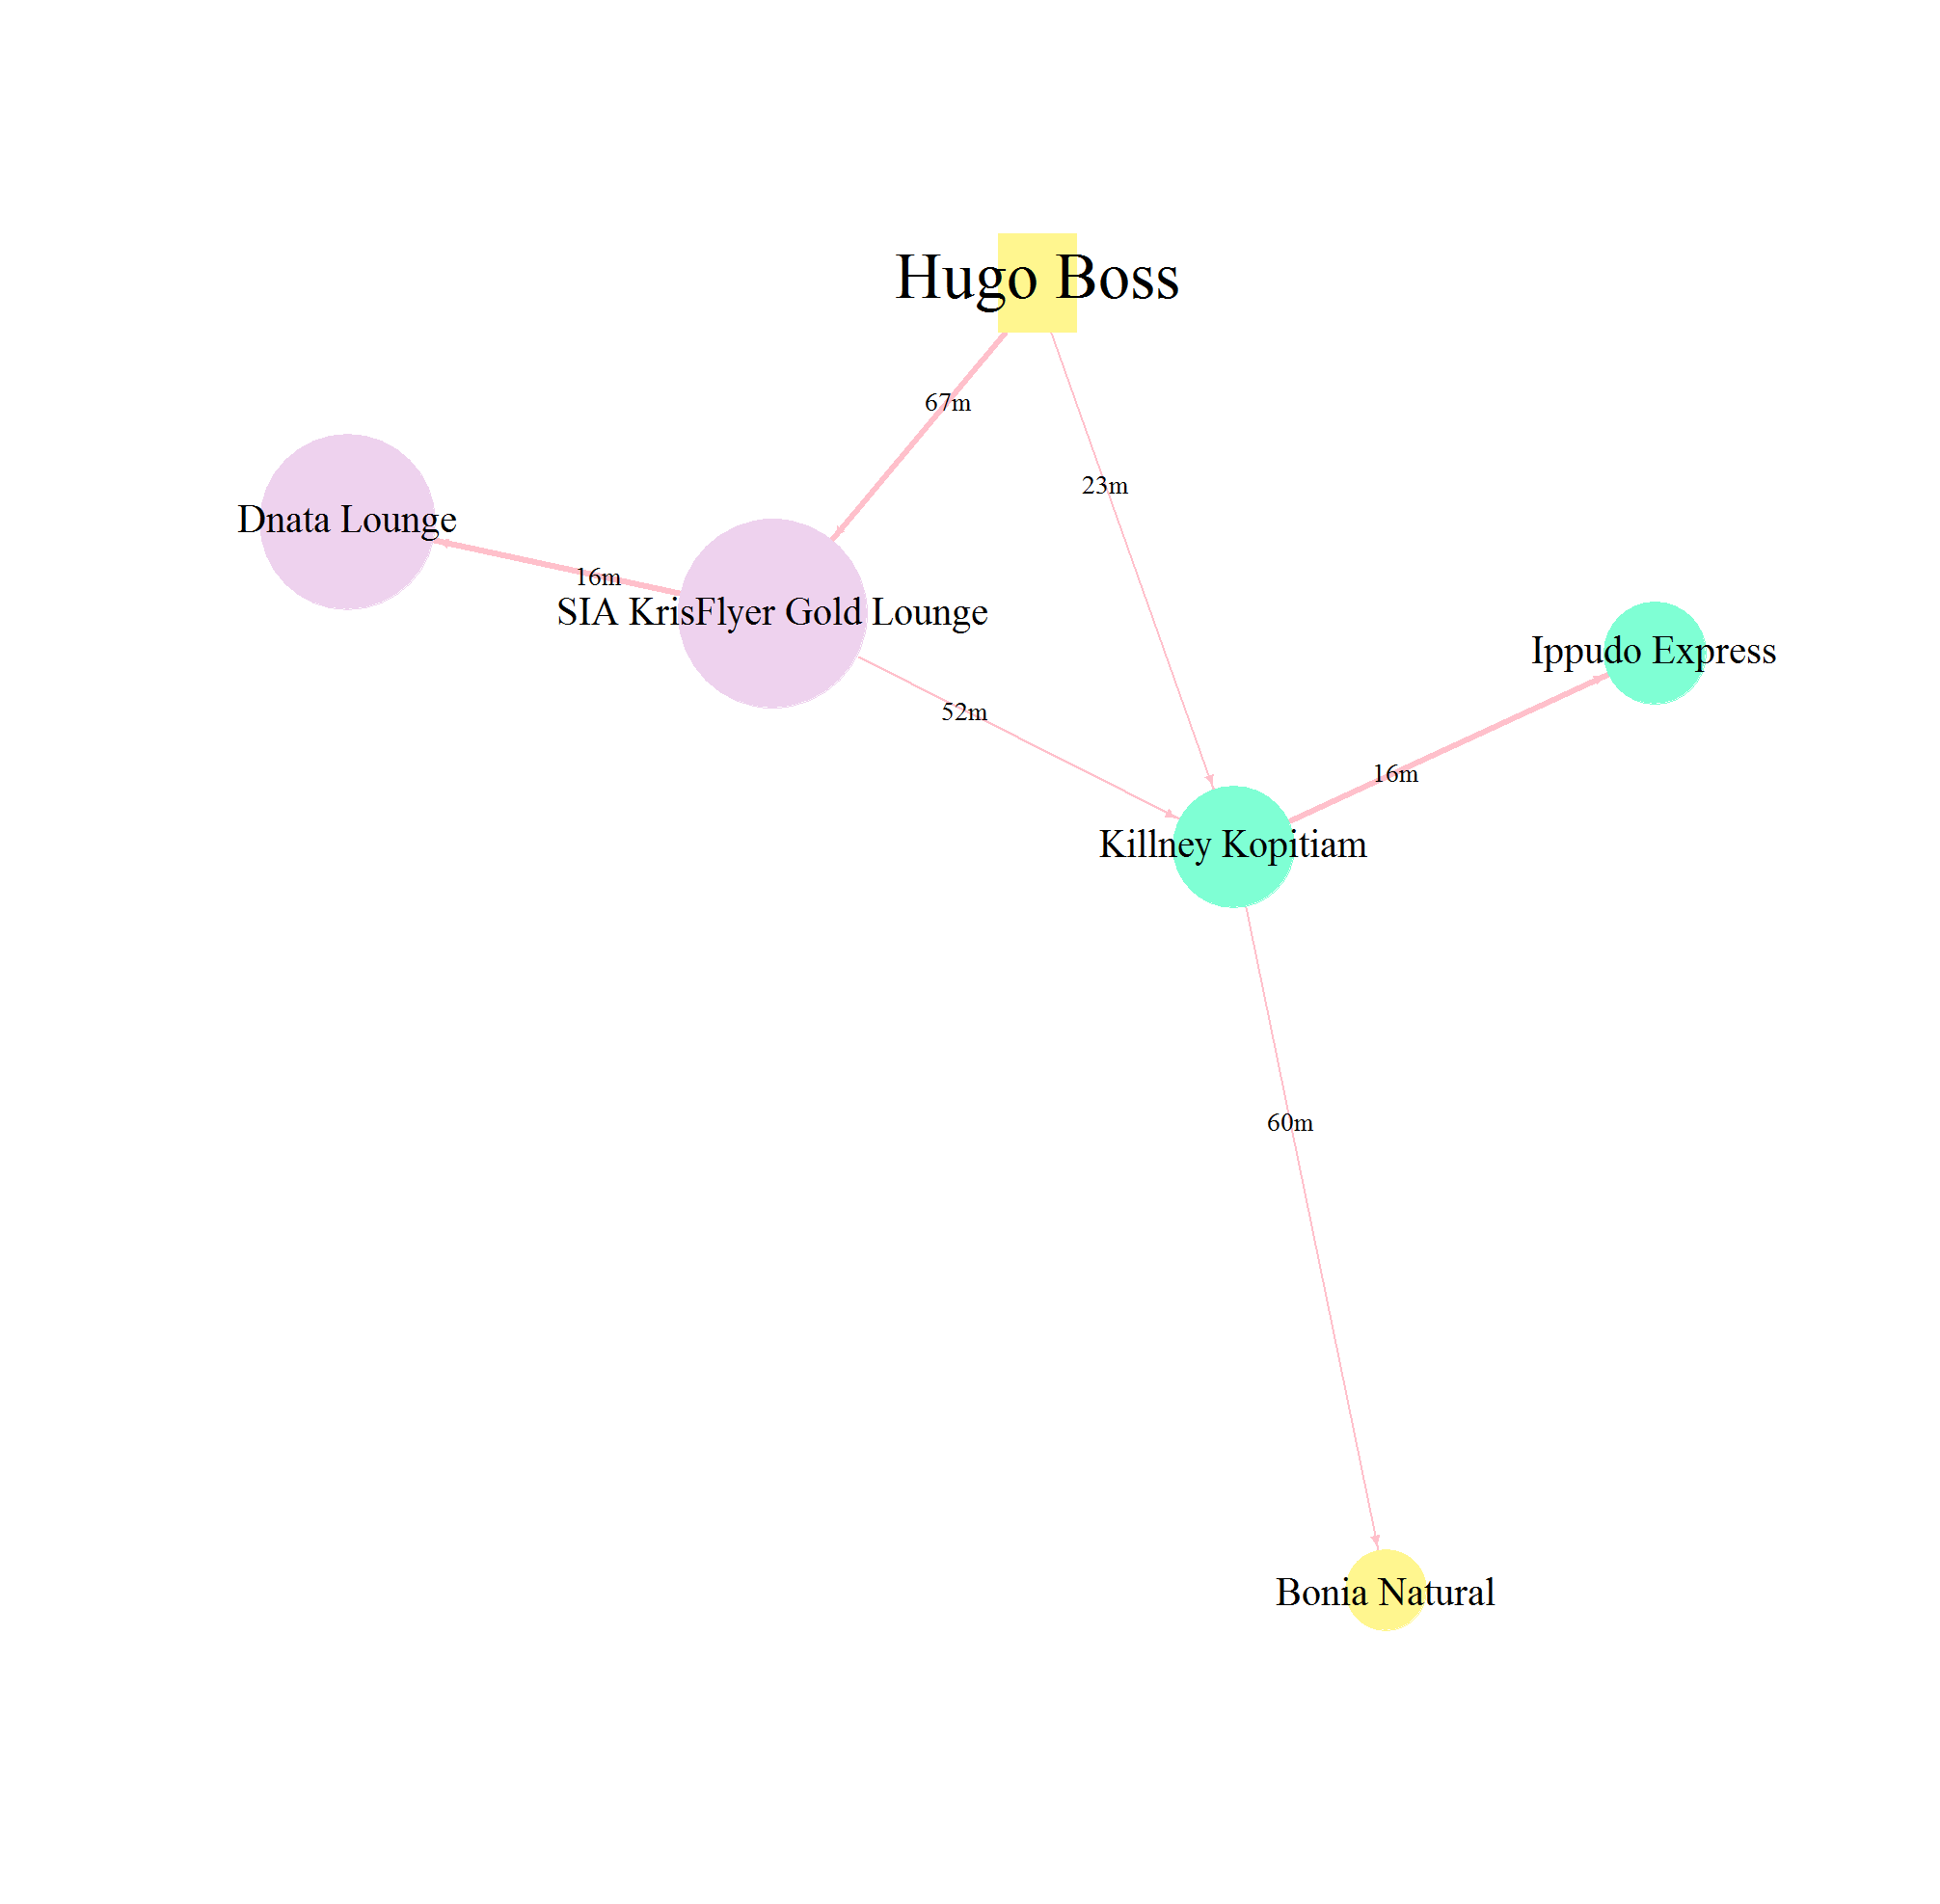 Hugo Boss
67m
23m
Dnata Lounge
16m
SIA KrisFlyer Gold Lounge
Ippudo Express
52m
16m
Killney Kopitiam
60m
Bonia Natural